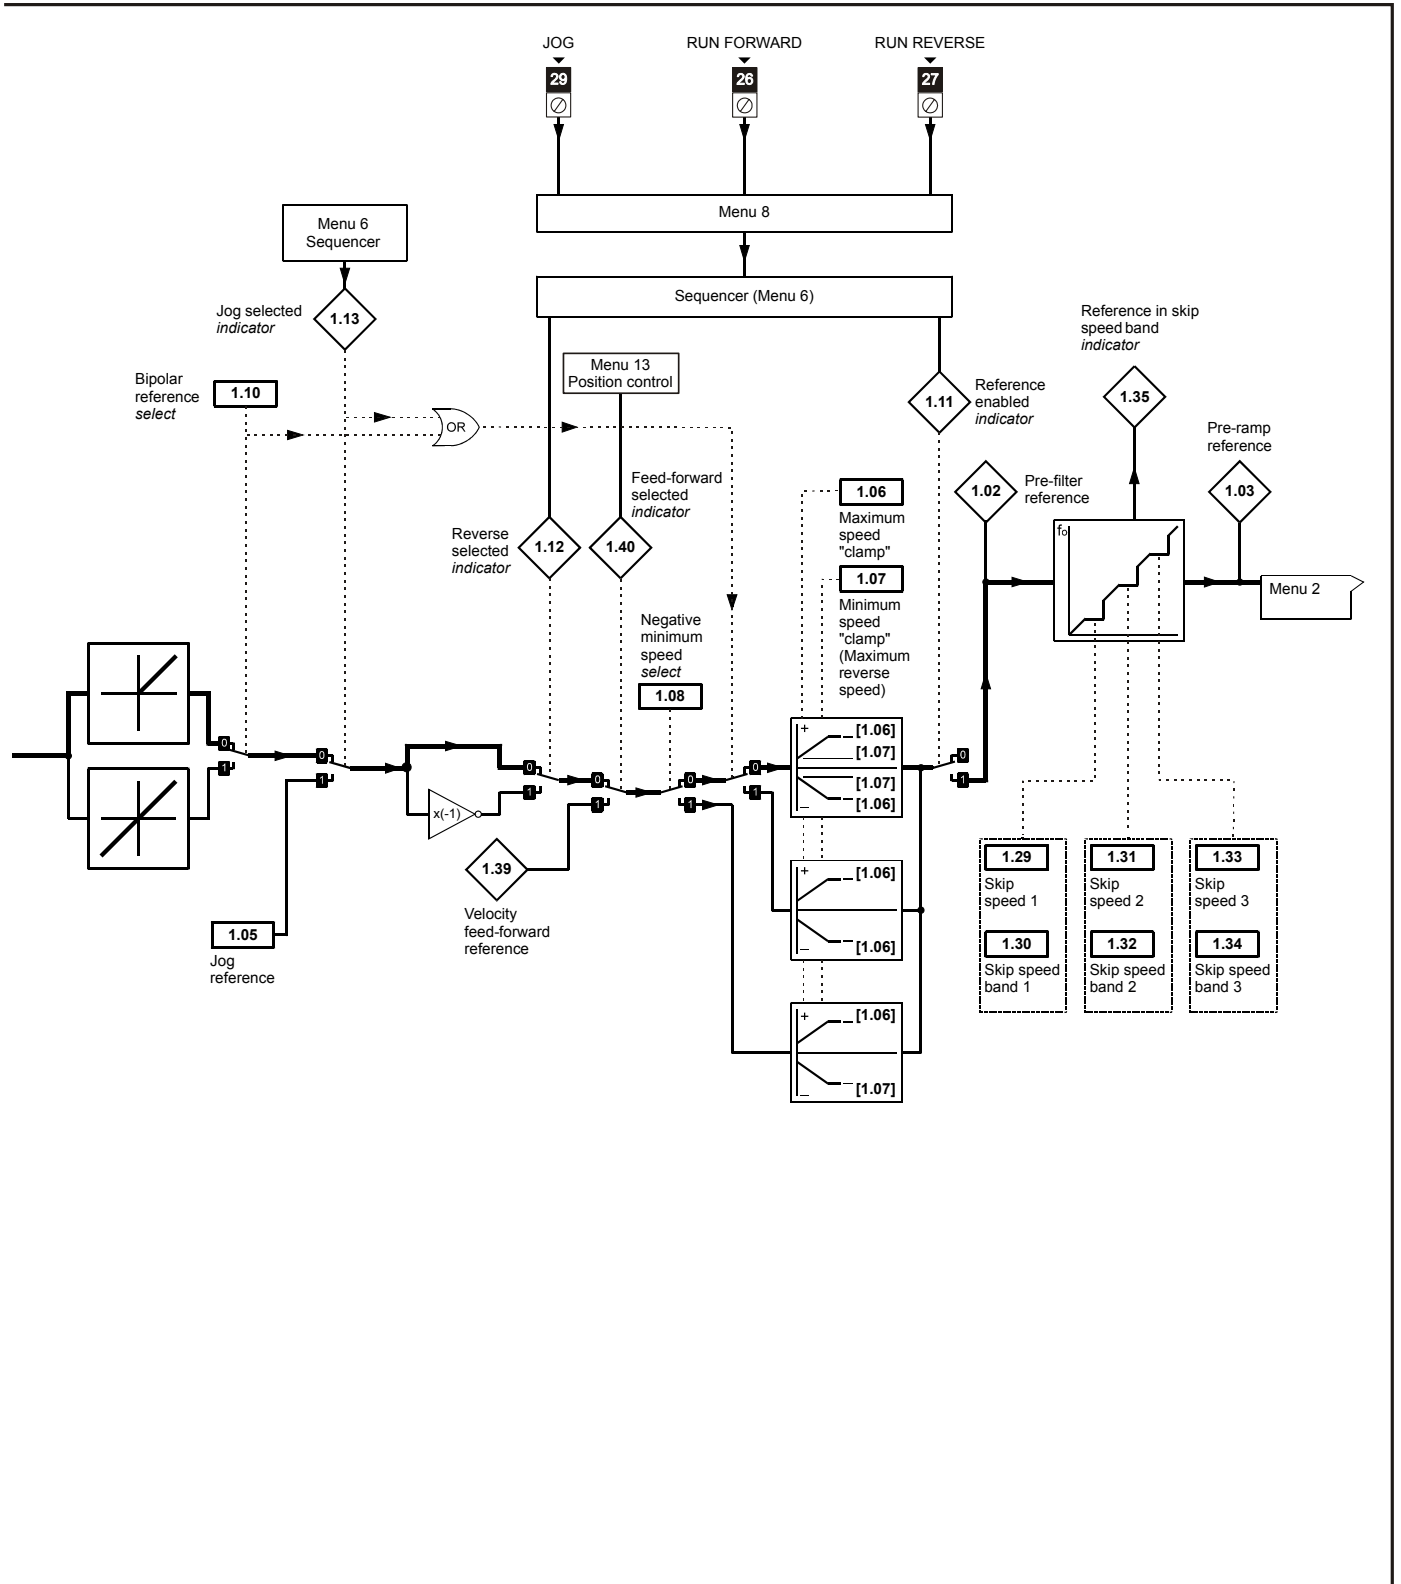 JOG
RUN FORWARD
RUN REVERSE
29
26
27
Menu 8
Menu 6
Sequencer
Sequencer (Menu 6)
Jog selected
indicator
1.13
Reference in skip
speed band
indicator
Menu 13
Position control
Bipolar
reference
select
1.10
1.11
Reference
enabled
indicator
1.35
OR
Pre-ramp
reference
Feed-forward
selected
indicator
1.06
1.02
Pre-filter
reference
1.03
Maximum
speed
"clamp"
Reverse
selected
indicator
1.12
1.40
fo
1.07
Menu 2
Minimum
speed
"clamp"
(Maximum
reverse
speed)
Negative
minimum
speed
select
1.08
0
1
0
1
x(-1)
0
1
0
1
0
1
0
1
+
[1.06]
[1.07]
[1.07]
[1.06]
_
0
1
1.39
Velocity
feed-forward
reference
+
[1.06]
[1.06]
_
1.05
Jog
reference
1.29
Skip
speed 1
1.30
Skip speed
band 1
1.31
Skip
speed 2
1.32
Skip speed
band 2
1.33
Skip
speed 3
1.34
Skip speed
band 3
+
[1.06]
[1.07]
_